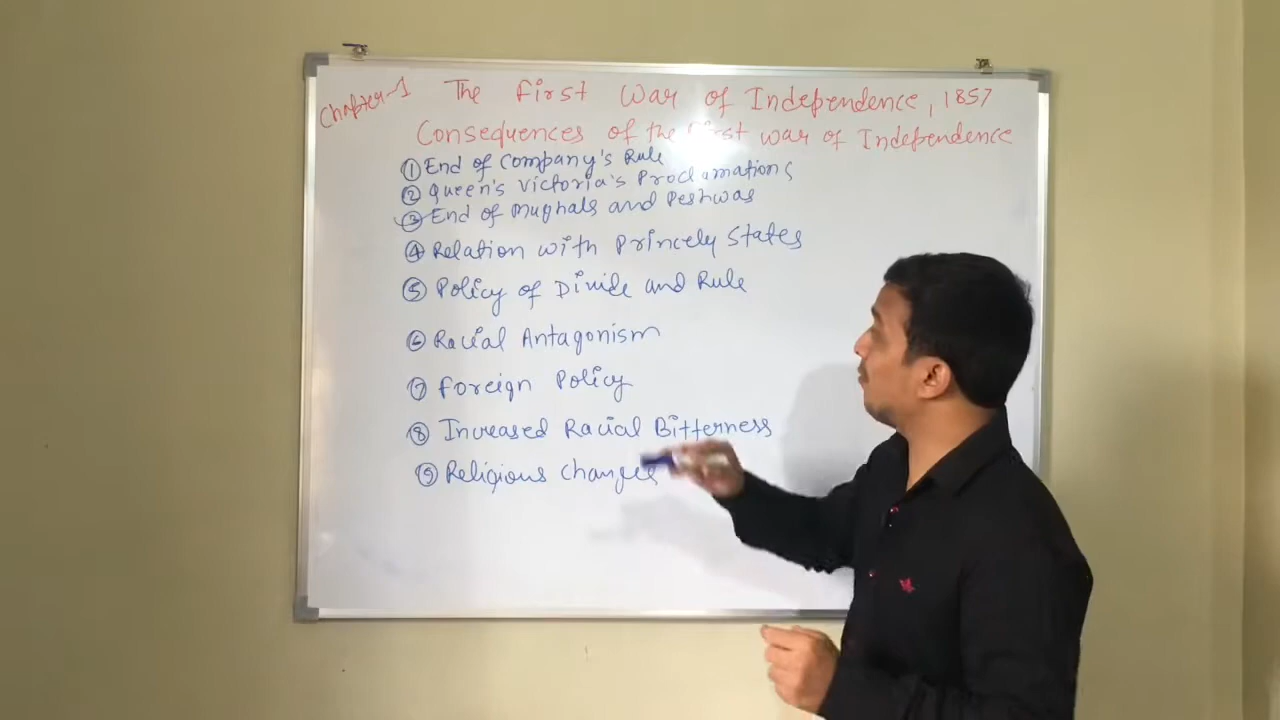 Chapter-1 The First War of Independence, 1857
Consequences of the First War of Independence
① End of Company's Rule
② Queen's Victoria's Proclamations
③ End of Mughals and Peshwas
④ Relation with Princely States
⑤ Policy of Divide and Rule
⑥ Racial Antagonism
⑦ Foreign Policy
⑧ Increased Racial Bitterness
⑨ Religious Changes